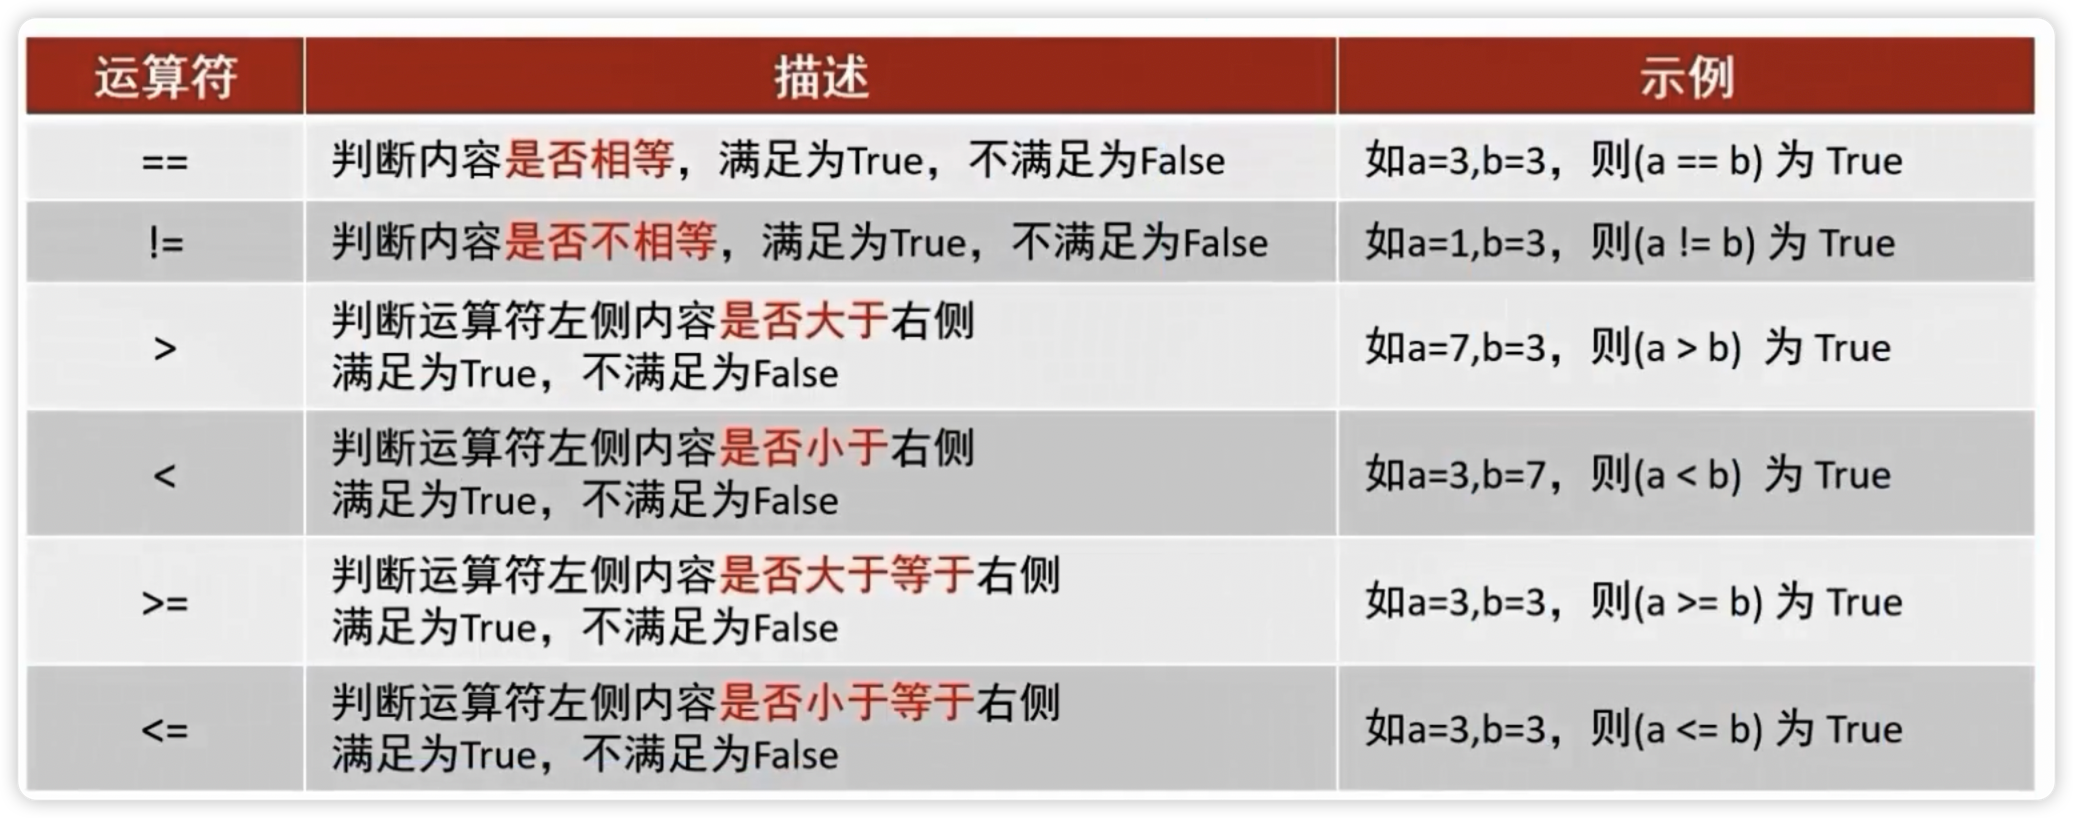 运算符 描述 示例
== 判断内容是否相等，满足为True，不满足为False 如a=3,b=3，则(a == b) 为 True
!= 判断内容是否不相等，满足为True，不满足为False 如a=1,b=3，则(a != b) 为 True
> 判断运算符左侧内容是否大于右侧
满足为True，不满足为False 如a=7,b=3，则(a > b) 为 True
< 判断运算符左侧内容是否小于右侧
满足为True，不满足为False 如a=3,b=7，则(a < b) 为 True
>= 判断运算符左侧内容是否大于等于右侧
满足为True，不满足为False 如a=3,b=3，则(a >= b) 为 True
<= 判断运算符左侧内容是否小于等于右侧
满足为True，不满足为False 如a=3,b=3，则(a <= b) 为 True